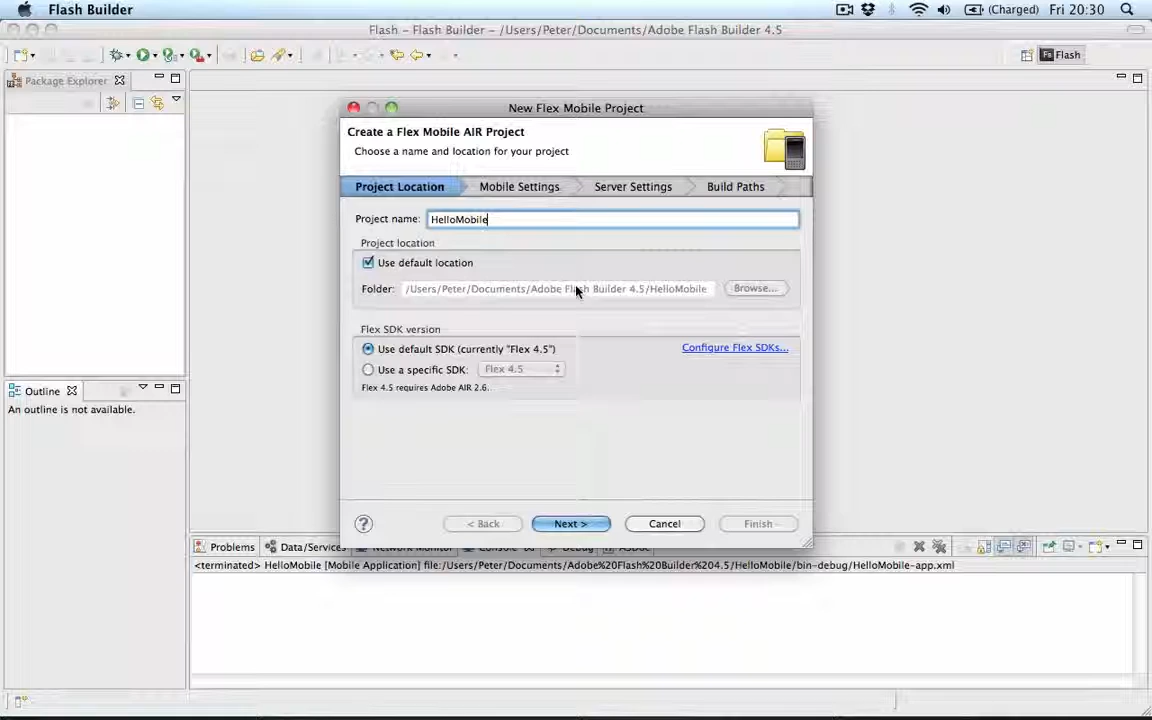 Flash Builder
(Charged) Fri 20:30
Flash – Flash Builder – /Users/Peter/Documents/Adobe Flash Builder 4.5
Flash
Package Explorer
New Flex Mobile Project
Create a Flex Mobile AIR Project
Choose a name and location for your project
Project Location
Mobile Settings
Server Settings
Build Paths
Project name: HelloMobile
Project location
Use default location
Folder: /Users/Peter/Documents/Adobe Flash Builder 4.5/HelloMobile
Browse...
Flex SDK version
Use default SDK (currently "Flex 4.5")
Configure Flex SDKs...
Use a specific SDK: Flex 4.5
Flex 4.5 requires Adobe AIR 2.6.
Outline
An outline is not available.
< Back
Next >
Cancel
Finish
Problems
Data/Services
Network Monitor
Console
Debug
ASDoc
<terminated> HelloMobile [Mobile Application] file:/Users/Peter/Documents/Adobe%20Flash%20Builder%204.5/HelloMobile/bin-debug/HelloMobile-app.xml